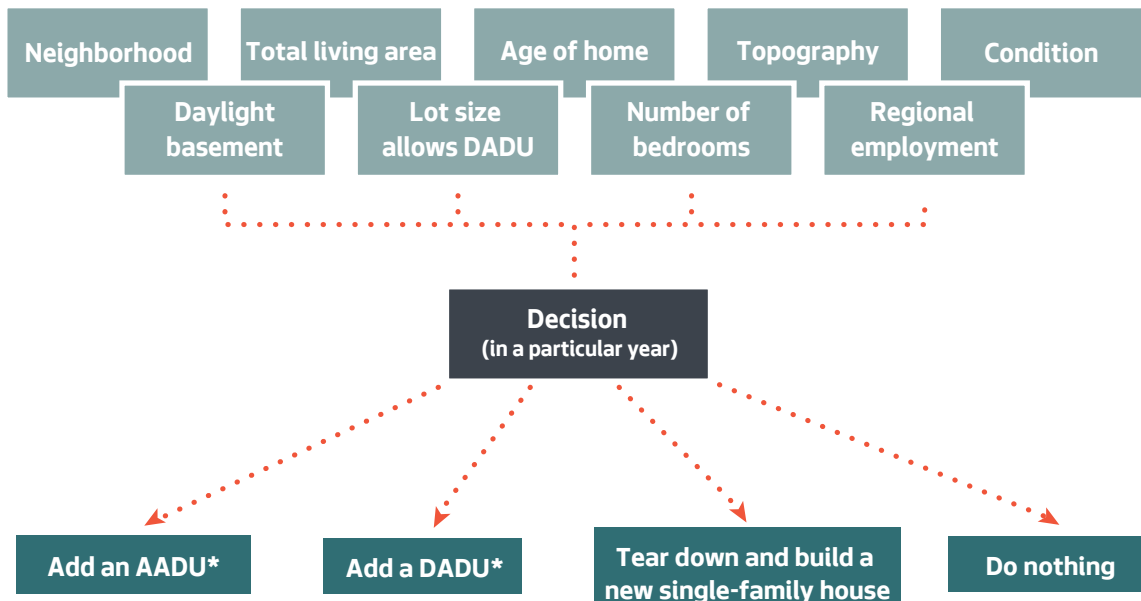 Neighborhood
Total living area
Age of home
Topography
Condition
Daylight
basement
Lot size
allows DADU
Number of
bedrooms
Regional
employment
Decision
(in a particular year)
Add an AADU*
Add a DADU*
Tear down and build a
new single-family house
Do nothing